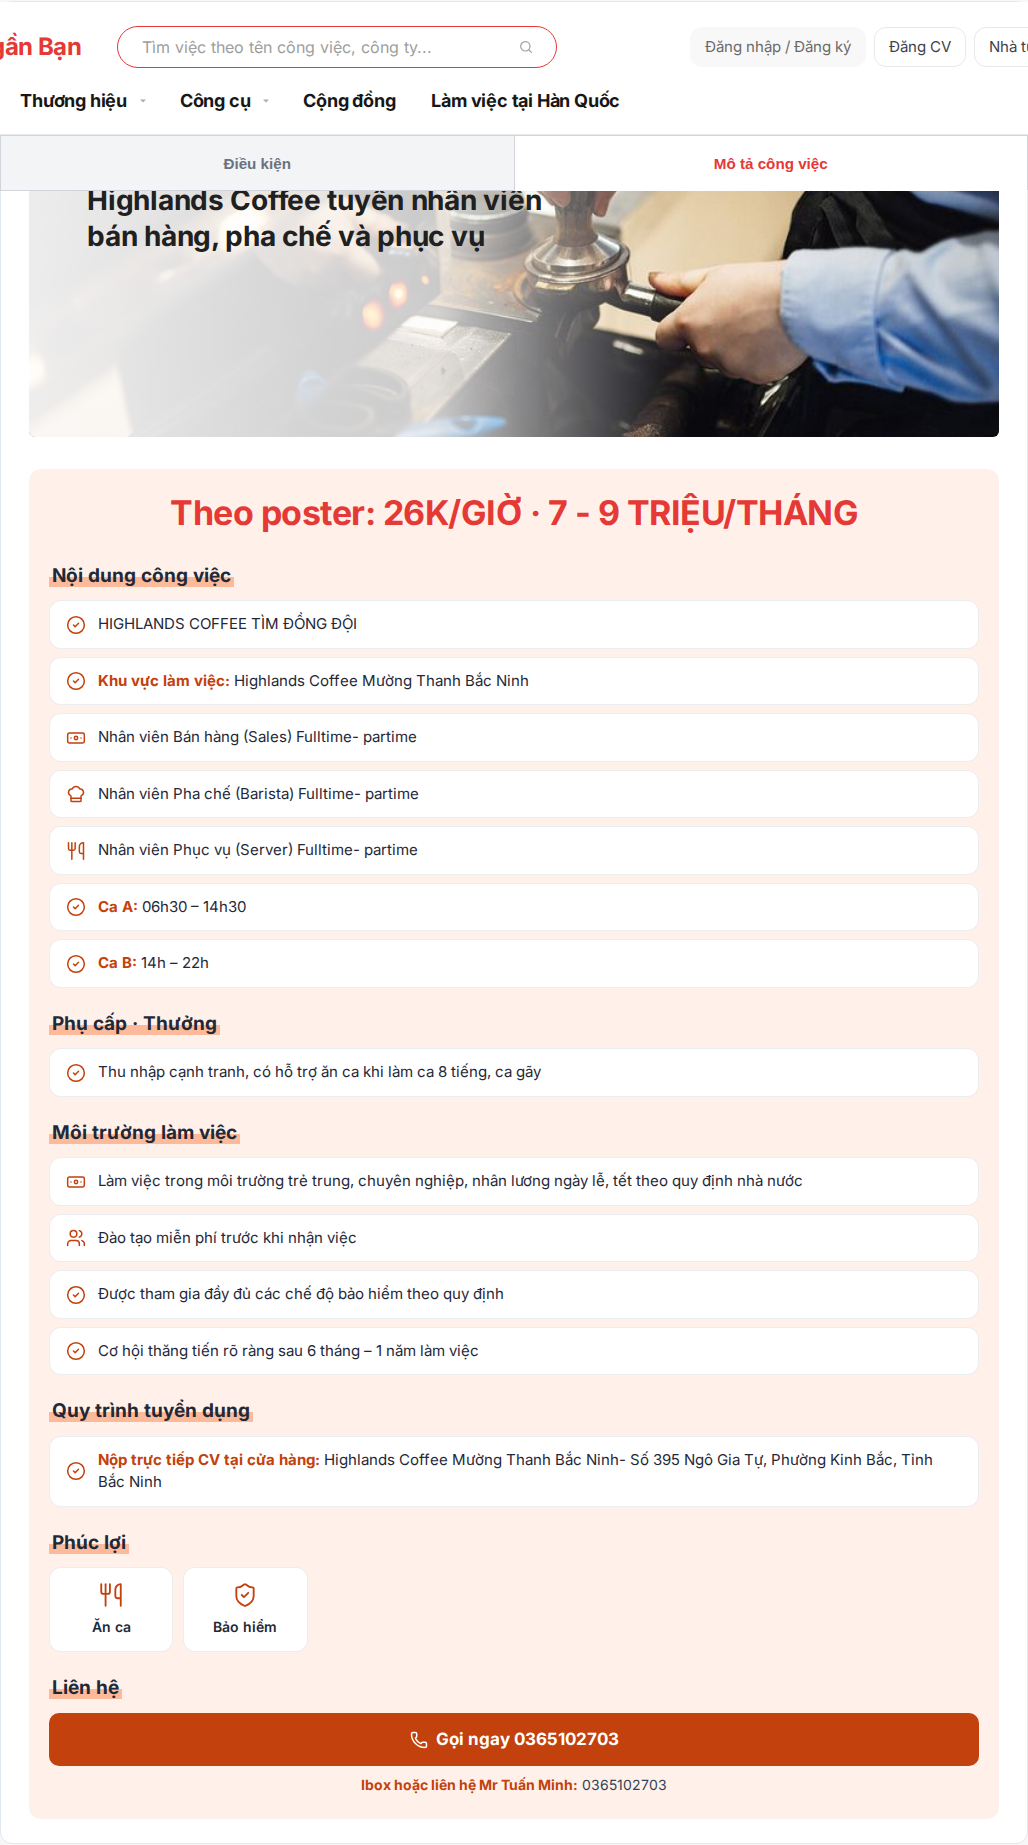 gần Bạn
Tìm việc theo tên công việc, công ty...
Đăng nhập / Đăng ký
Đăng CV
Nhà t
Thương hiệu
Công cụ
Cộng đồng
Làm việc tại Hàn Quốc
Điều kiện
Mô tả công việc
Highlands Coffee tuyển nhân viên
bán hàng, pha chế và phục vụ
Theo poster: 26K/GIỜ · 7 - 9 TRIỆU/THÁNG
Nội dung công việc
HIGHLANDS COFFEE TÌM ĐỒNG ĐỘI
Khu vực làm việc: Highlands Coffee Mường Thanh Bắc Ninh
Nhân viên Bán hàng (Sales) Fulltime- partime
Nhân viên Pha chế (Barista) Fulltime- partime
Nhân viên Phục vụ (Server) Fulltime- partime
Ca A: 06h30 – 14h30
Ca B: 14h – 22h
Phụ cấp · Thưởng
Thu nhập cạnh tranh, có hỗ trợ ăn ca khi làm ca 8 tiếng, ca gãy
Môi trường làm việc
Làm việc trong môi trường trẻ trung, chuyên nghiệp, nhân lương ngày lễ, tết theo quy định nhà nước
Đào tạo miễn phí trước khi nhận việc
Được tham gia đầy đủ các chế độ bảo hiểm theo quy định
Cơ hội thăng tiến rõ ràng sau 6 tháng – 1 năm làm việc
Quy trình tuyển dụng
Nộp trực tiếp CV tại cửa hàng: Highlands Coffee Mường Thanh Bắc Ninh- Số 395 Ngô Gia Tự, Phường Kinh Bắc, Tỉnh
Bắc Ninh
Phúc lợi
Ăn ca
Bảo hiểm
Liên hệ
Gọi ngay 0365102703
Ibox hoặc liên hệ Mr Tuấn Minh: 0365102703